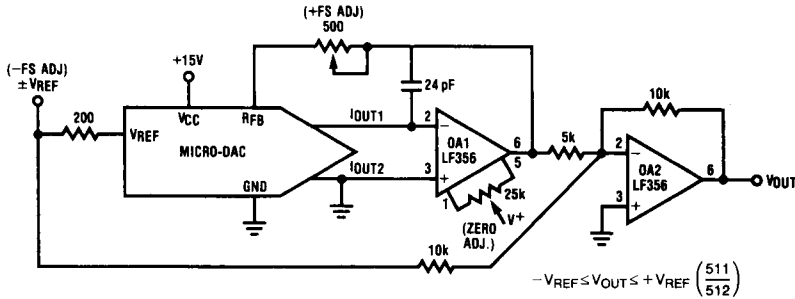 (+FS ADJ)
500
(−FS ADJ)
±VREF
+15V
24 pF
10k
200
VCC
RFB
IOUT1
2
−
OA1
LF356
6
5k
2
−
OA2
LF356
6
VOUT
VREF
MICRO-DAC
IOUT2
3
+
5
25k
1
V+
(ZERO
ADJ.)
3
+
GND
10k
−VREF ≤ VOUT ≤ +VREF (511/512)